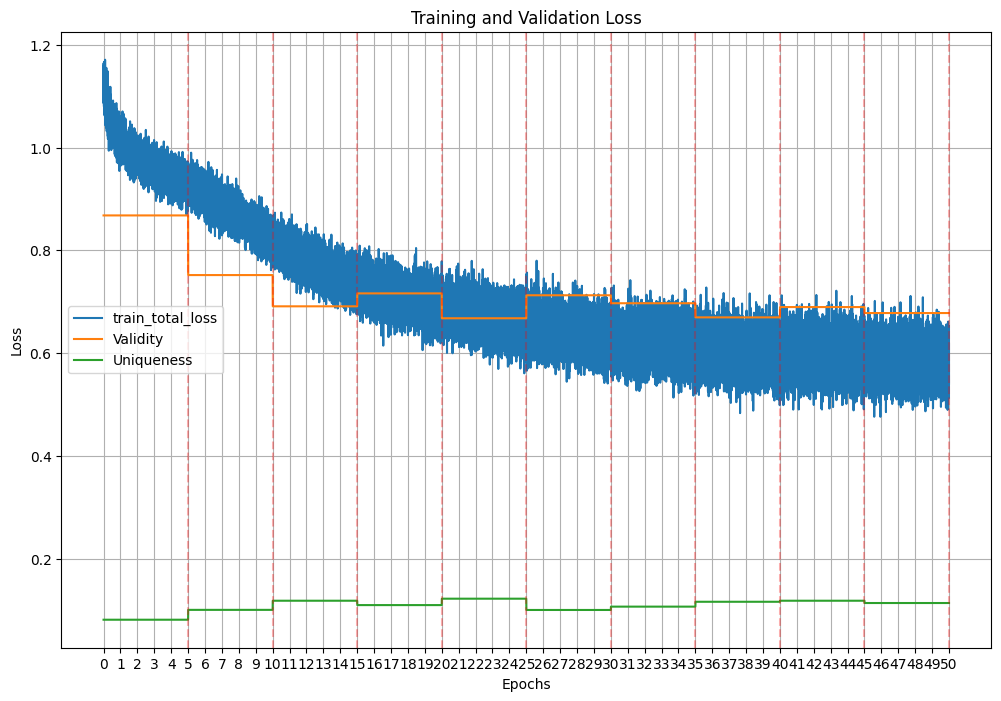 Training and Validation Loss
1.2
1.0
0.8
0.6
0.4
0.2
Loss
train_total_loss
Validity
Uniqueness
0 1 2 3 4 5 6 7 8 9 10 11 12 13 14 15 16 17 18 19 20 21 22 23 24 25 26 27 28 29 30 31 32 33 34 35 36 37 38 39 40 41 42 43 44 45 46 47 48 49 50
Epochs